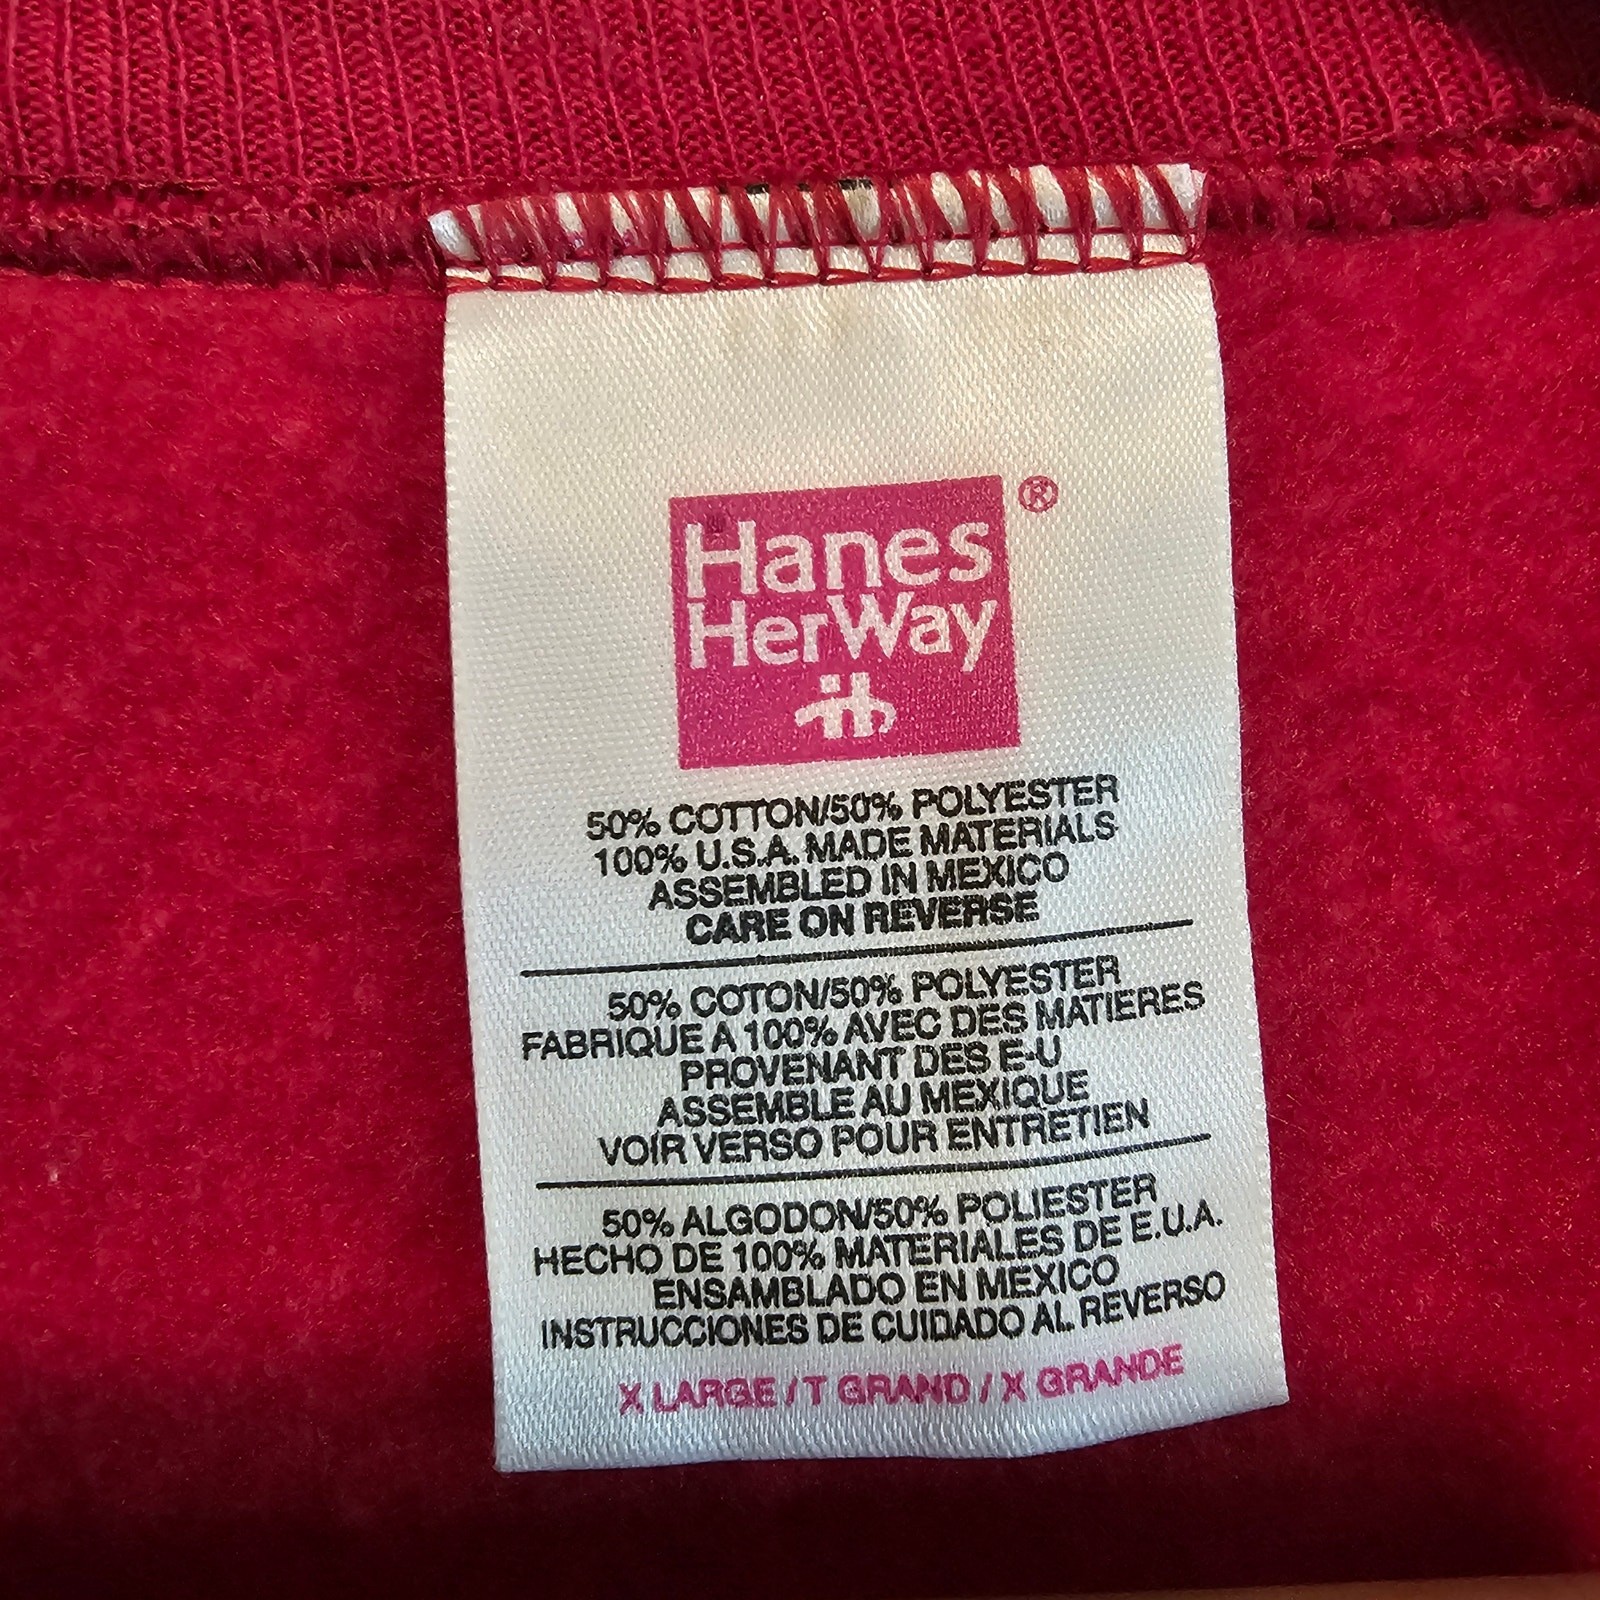 Hanes
HerWay
®
50% COTTON/50% POLYESTER
100% U.S.A. MADE MATERIALS
ASSEMBLED IN MEXICO
CARE ON REVERSE
50% COTON/50% POLYESTER
FABRIQUE A 100% AVEC DES MATIERES
PROVENANT DES E-U
ASSEMBLE AU MEXIQUE
VOIR VERSO POUR ENTRETIEN
50% ALGODON/50% POLIESTER
HECHO DE 100% MATERIALES DE E.U.A.
ENSAMBLADO EN MEXICO
INSTRUCCIONES DE CUIDADO AL REVERSO
X LARGE / T GRAND / X GRANDE